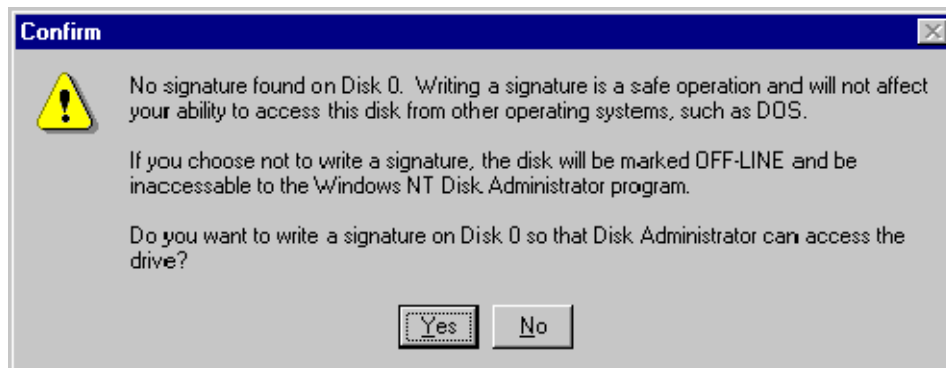 Confirm
No signature found on Disk 0. Writing a signature is a safe operation and will not affect
your ability to access this disk from other operating systems, such as DOS.
If you choose not to write a signature, the disk will be marked OFF-LINE and be
inaccessable to the Windows NT Disk Administrator program.
Do you want to write a signature on Disk 0 so that Disk Administrator can access the
drive?
Yes No